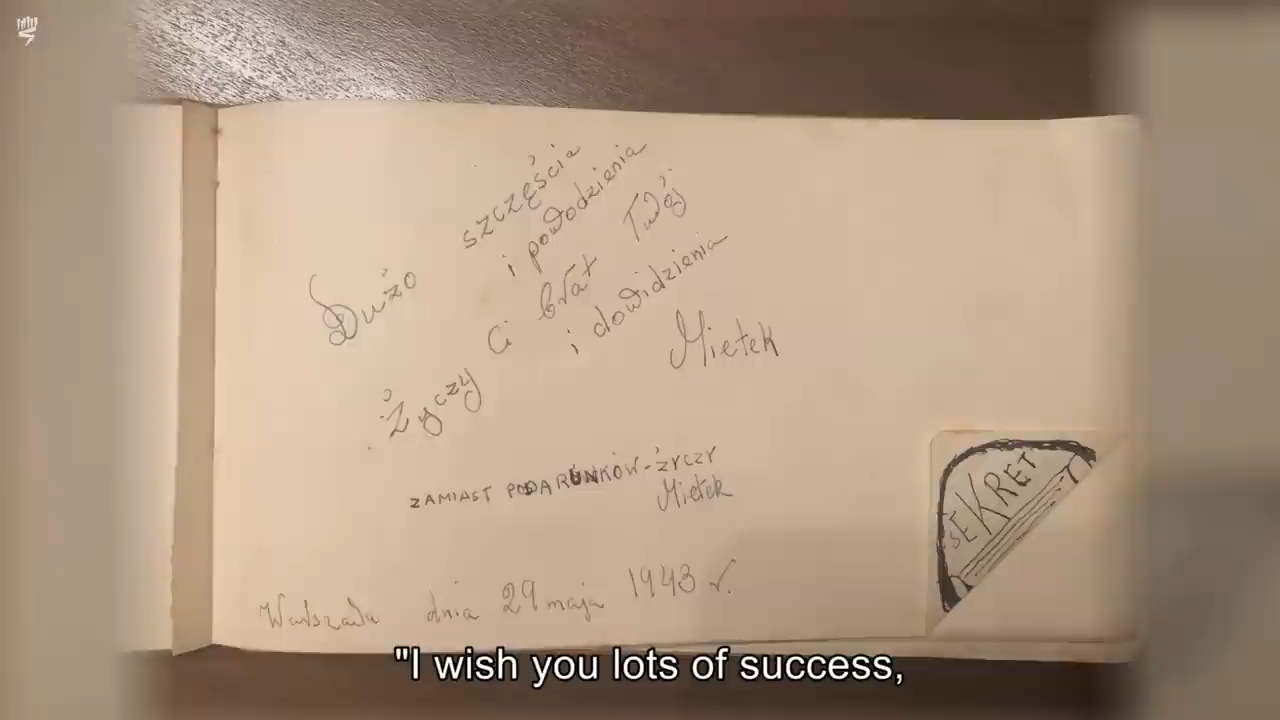 Dużo szczęścia
i powodzenia
Życzy Ci brat Twój
i dowidzenia
Mietek
ZAMIAST PODARUNKÓW-ŻYCZY
Mietek
Warszawa dnia 29 maja 1943 r.
SEKRET
"I wish you lots of success,